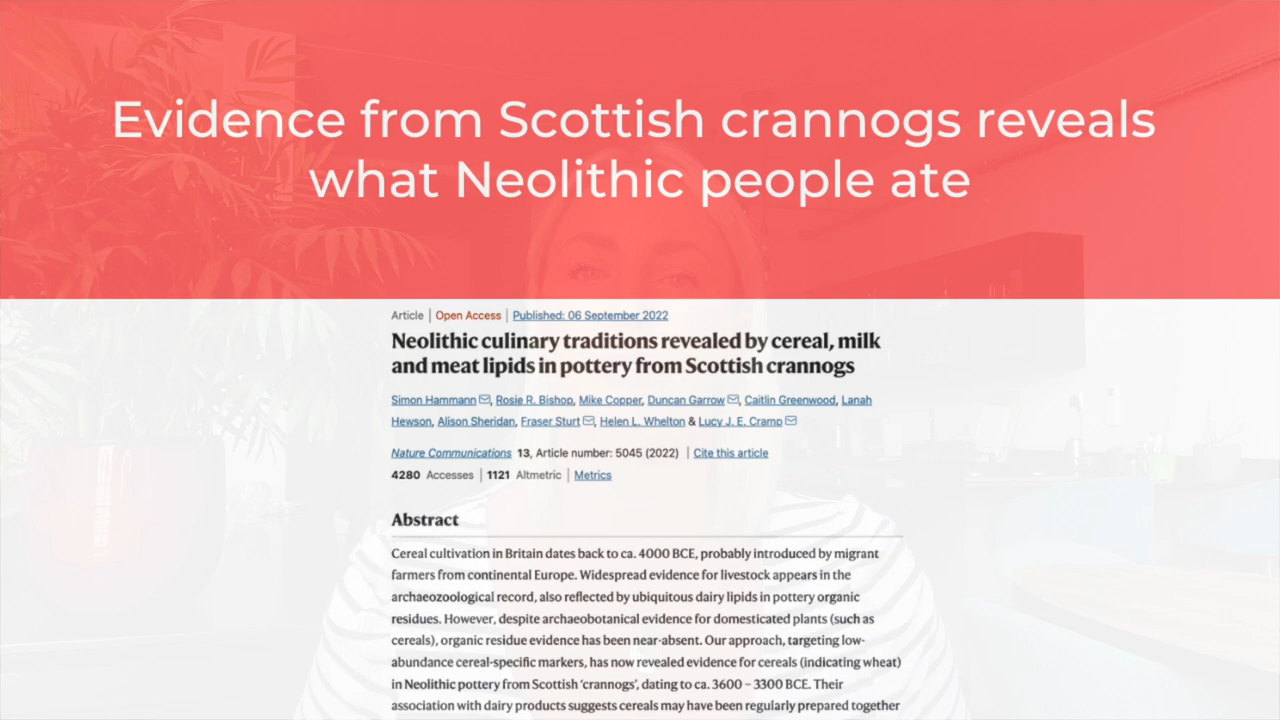 Evidence from Scottish crannogs reveals
what Neolithic people ate
Article | Open Access | Published: 06 September 2022
Neolithic culinary traditions revealed by cereal, milk
and meat lipids in pottery from Scottish crannogs
Simon Hammann, Rosie R. Bishop, Mike Copper, Duncan Garrow, Caitlin Greenwood, Lanah
Hewson, Alison Sheridan, Fraser Sturt, Helen L. Whelton & Lucy J. E. Cramp
Nature Communications 13, Article number: 5045 (2022) | Cite this article
4280 Accesses | 1121 Altmetric | Metrics
Abstract
Cereal cultivation in Britain dates back to ca. 4000 BCE, probably introduced by migrant
farmers from continental Europe. Widespread evidence for livestock appears in the
archaeozoological record, also reflected by ubiquitous dairy lipids in pottery organic
residues. However, despite archaeobotanical evidence for domesticated plants (such as
cereals), organic residue evidence has been near-absent. Our approach, targeting low-
abundance cereal-specific markers, has now revealed evidence for cereals (indicating wheat)
in Neolithic pottery from Scottish ‘crannogs’, dating to ca. 3600 – 3300 BCE. Their
association with dairy products suggests cereals may have been regularly prepared together